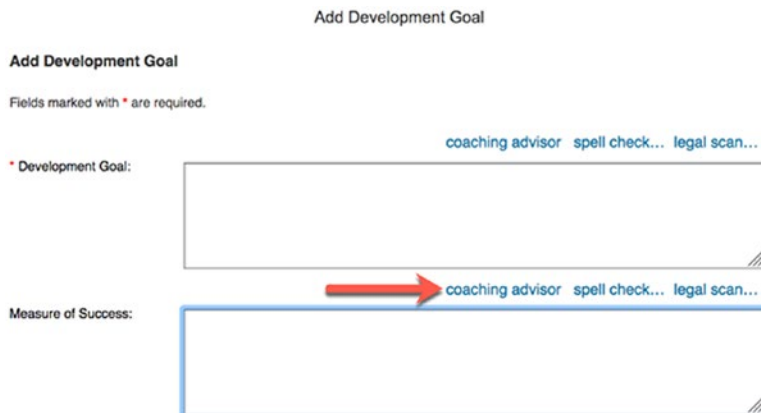 Add Development Goal
Add Development Goal
Fields marked with * are required.
coaching advisor spell check... legal scan...
* Development Goal:
coaching advisor spell check... legal scan...
Measure of Success: